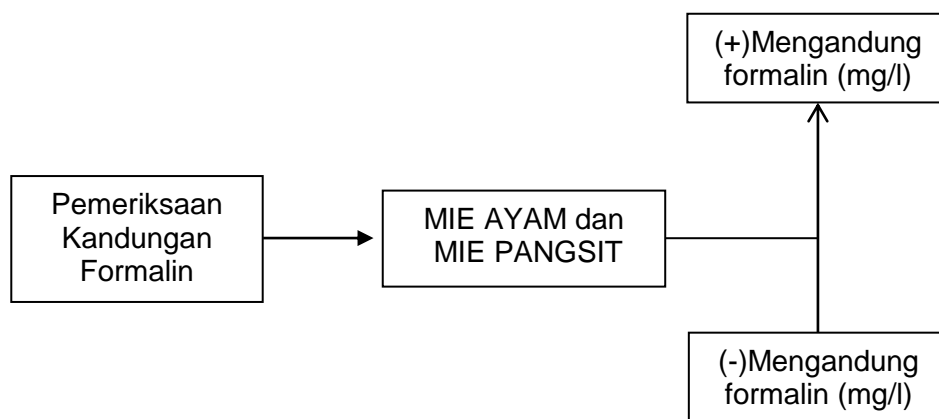 (+)Mengandung
formalin (mg/l)
Pemeriksaan
Kandungan
Formalin
MIE AYAM dan
MIE PANGSIT
(-)Mengandung
formalin (mg/l)